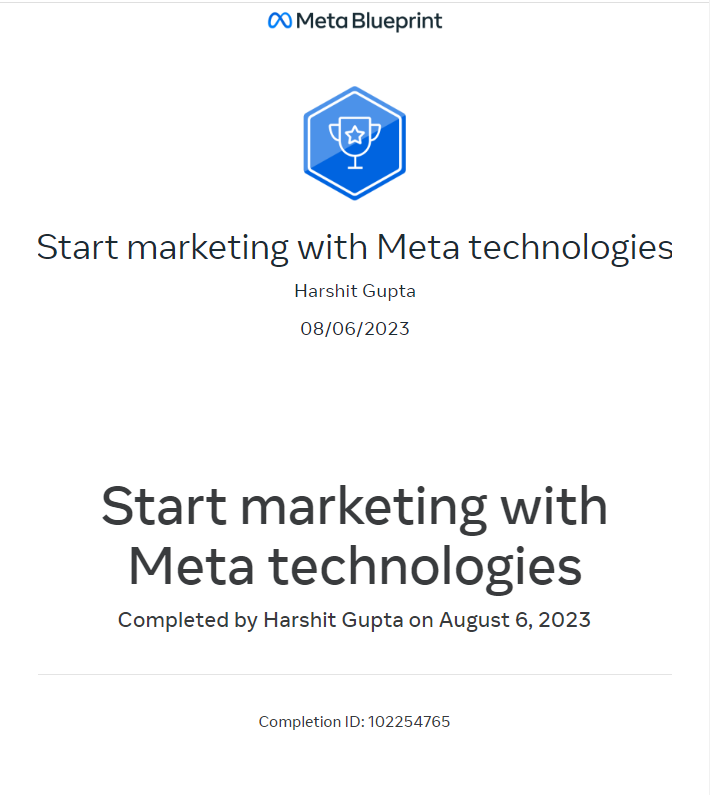 Meta Blueprint
Start marketing with Meta technologies
Harshit Gupta
08/06/2023
Start marketing with
Meta technologies
Completed by Harshit Gupta on August 6, 2023
Completion ID: 102254765